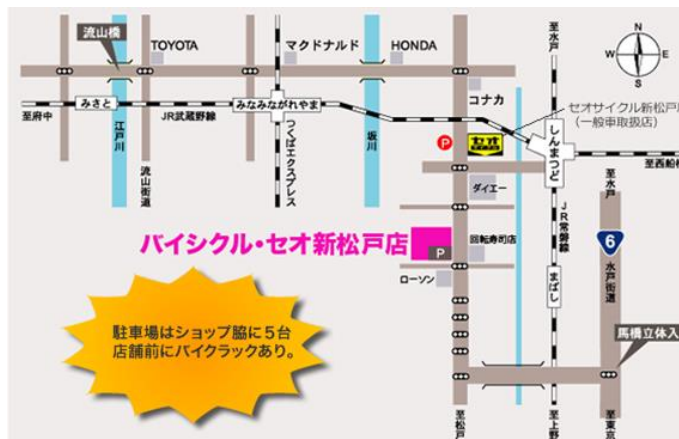 流山橋
TOYOTA
マクドナルド
HONDA
至水戸
N
W
E
S
コナカ
みさと
みなみながれやま
至府中
JR武蔵野線
江戸川
流山街道
つくばエクスプレス
坂川
P
セオ
セオサイクル新松戸店
(一般車取扱店)
しんまつど
至西船橋
ダイエー
至水戸
JR常磐線
6
水戸街道
バイシクル・セオ新松戸店
P
回転寿司店
ローソン
まばし
馬橋立体入
駐車場はショップ脇に5台
店舗前にバイクラックあり。
至松戸
至上野
至東京